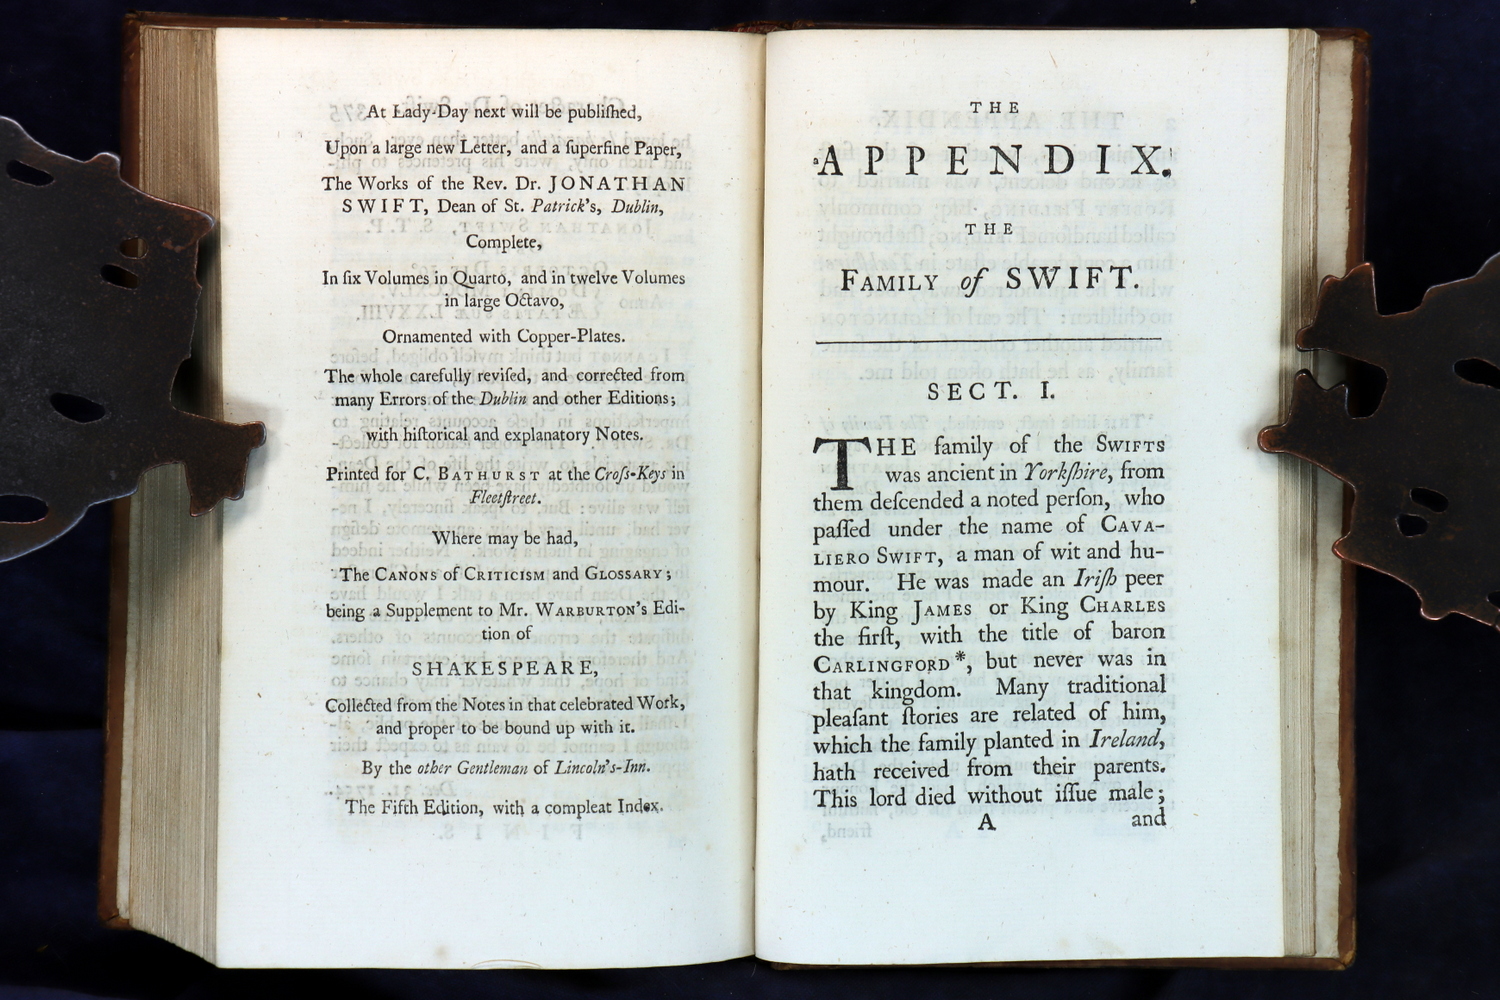 At Lady-Day next will be publiſhed,
Upon a large new Letter, and a ſuperfine Paper,
The Works of the Rev. Dr. JONATHAN
SWIFT, Dean of St. Patrick's, Dublin,
Complete,
In ſix Volumes in Quarto, and in twelve Volumes
in large Octavo,
Ornamented with Copper-Plates.
The whole carefully reviſed, and corrected from
many Errors of the Dublin and other Editions;
with hiſtorical and explanatory Notes.
Printed for C. BATHURST at the Croſs-Keys in
Fleetſtreet.
Where may be had,
The CANONS of CRITICISM and GLOSSARY;
being a Supplement to Mr. WARBURTON's Edi-
tion of
SHAKESPEARE,
Collected from the Notes in that celebrated Work,
and proper to be bound up with it.
By the other Gentleman of Lincoln's-Inn.
The Fifth Edition, with a compleat Index.
THE
APPENDIX.
THE
FAMILY of SWIFT.
SECT. I.
THE family of the SWIFTS
was ancient in Yorkſhire, from
them deſcended a noted perſon, who
paſſed under the name of CAVA-
LIERO SWIFT, a man of wit and hu-
mour. He was made an Iriſh peer
by King JAMES or King CHARLES
the firſt, with the title of baron
CARLINGFORD *, but never was in
that kingdom. Many traditional
pleaſant ſtories are related of him,
which the family planted in Ireland,
hath received from their parents.
This lord died without iſſue male;
A and